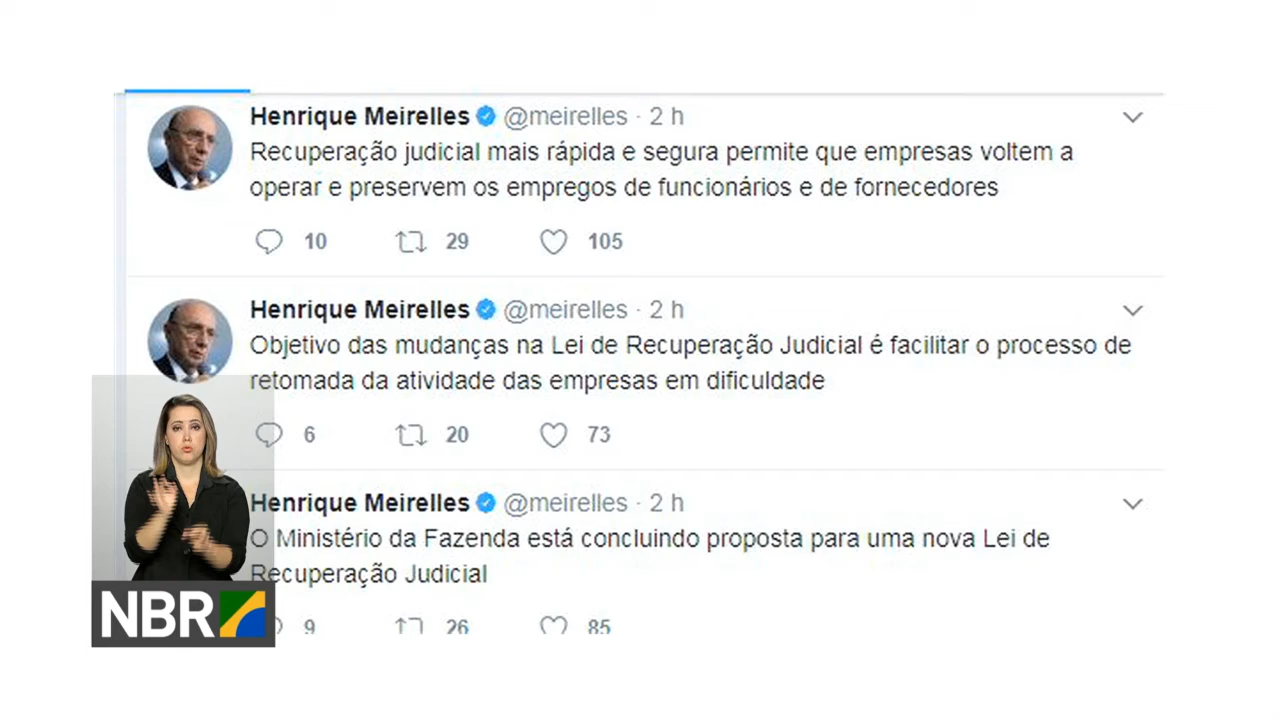 Henrique Meirelles @meirelles · 2 h
Recuperação judicial mais rápida e segura permite que empresas voltem a
operar e preservem os empregos de funcionários e de fornecedores
10 29 105
Henrique Meirelles @meirelles · 2 h
Objetivo das mudanças na Lei de Recuperação Judicial é facilitar o processo de
retomada da atividade das empresas em dificuldade
6 20 73
Henrique Meirelles @meirelles · 2 h
O Ministério da Fazenda está concluindo proposta para uma nova Lei de
Recuperação Judicial
9 26 85
NBR